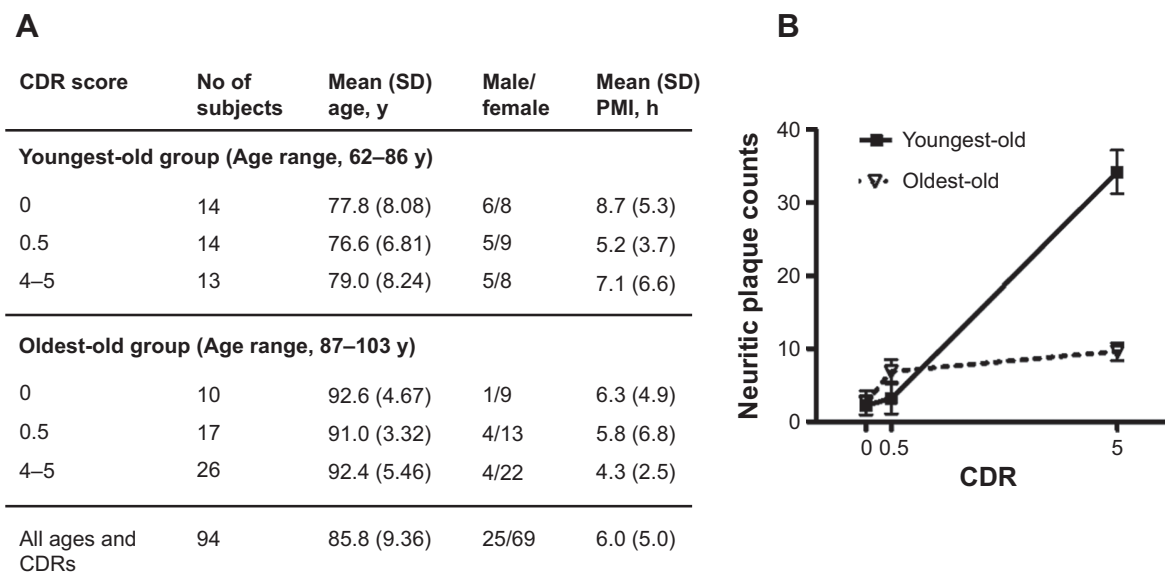 A
CDR score No of subjects Mean (SD) age, y Male/ female Mean (SD) PMI, h
Youngest-old group (Age range, 62–86 y)
0 14 77.8 (8.08) 6/8 8.7 (5.3)
0.5 14 76.6 (6.81) 5/9 5.2 (3.7)
4–5 13 79.0 (8.24) 5/8 7.1 (6.6)
Oldest-old group (Age range, 87–103 y)
0 10 92.6 (4.67) 1/9 6.3 (4.9)
0.5 17 91.0 (3.32) 4/13 5.8 (6.8)
4–5 26 92.4 (5.46) 4/22 4.3 (2.5)
All ages and CDRs 94 85.8 (9.36) 25/69 6.0 (5.0)
B
Neuritic plaque counts
40
30
20
10
0
Youngest-old
Oldest-old
0 0.5 5
CDR